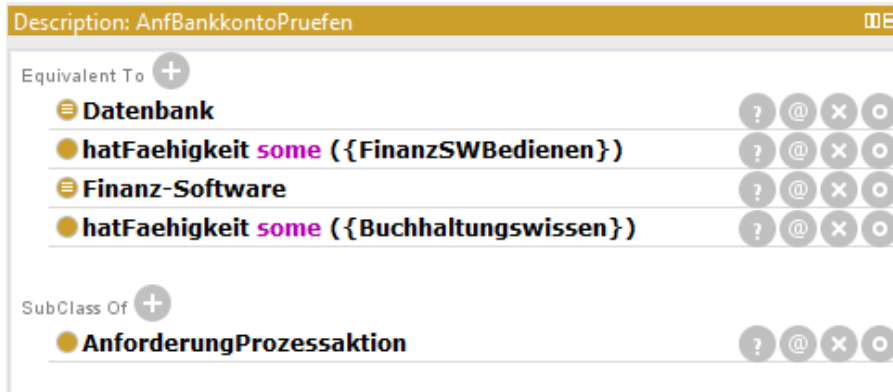 Description: AnfBankkontoPruefen
Equivalent To +
Datenbank ? @ × o
hatFaehigkeit some ({FinanzSWBedienen}) ? @ × o
Finanz-Software ? @ × o
hatFaehigkeit some ({Buchhaltungswissen}) ? @ × o
SubClass Of +
AnforderungProzessaktion ? @ × o